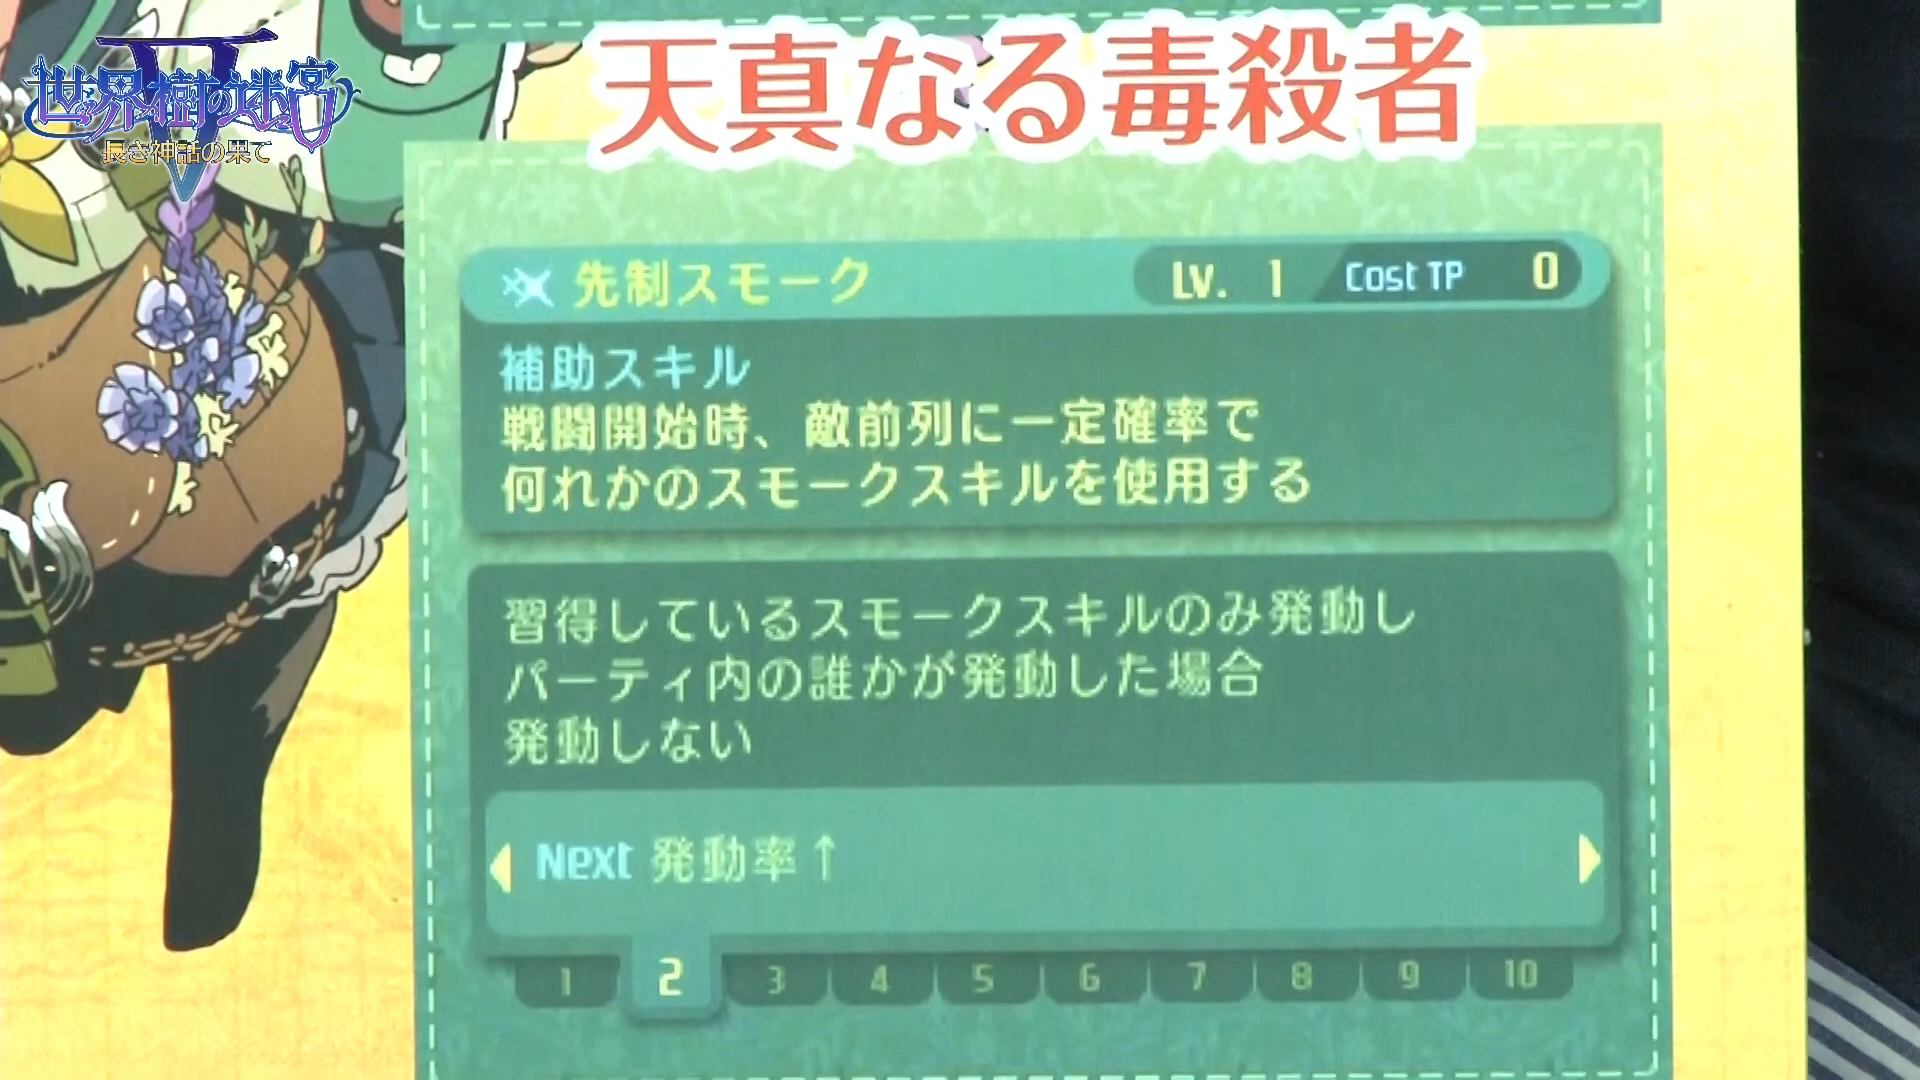 世界樹の迷宮V
長き神話の果て
天真なる毒殺者
先制スモーク Lv. 1 Cost TP 0
補助スキル
戦闘開始時、敵前列に一定確率で
何れかのスモークスキルを使用する
習得しているスモークスキルのみ発動し
パーティ内の誰かが発動した場合
発動しない
Next 発動率↑
1 2 3 4 5 6 7 8 9 10